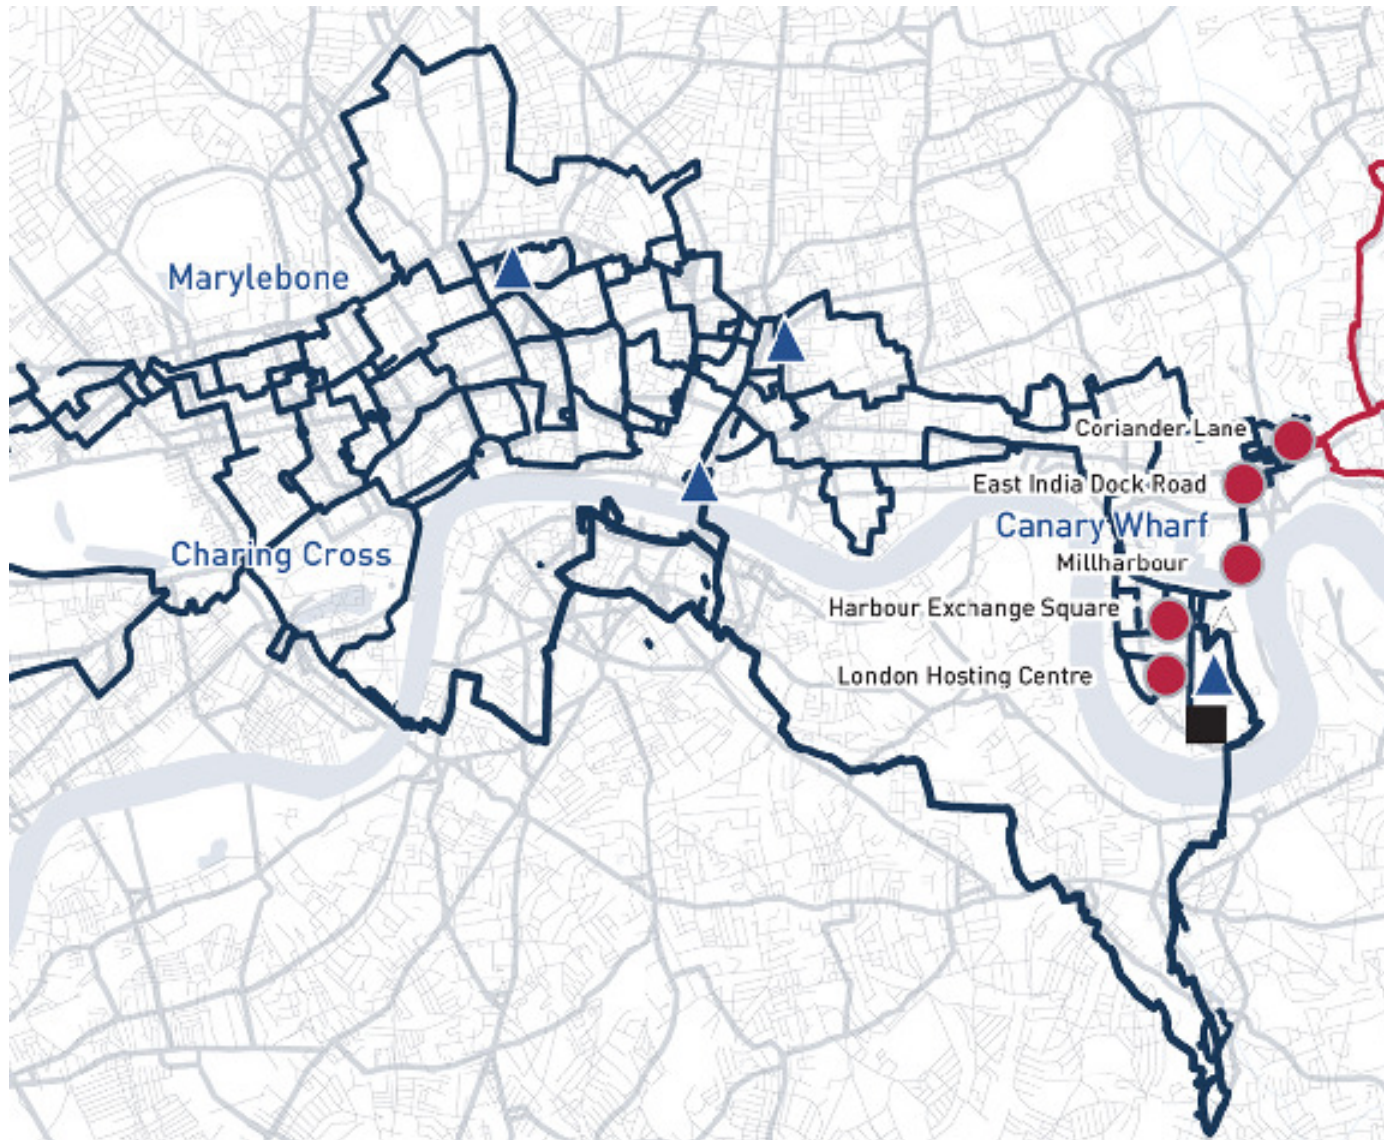 Marylebone
Coriander Lane
East India Dock Road
Canary Wharf
Charing Cross
Millharbour
Harbour Exchange Square
London Hosting Centre